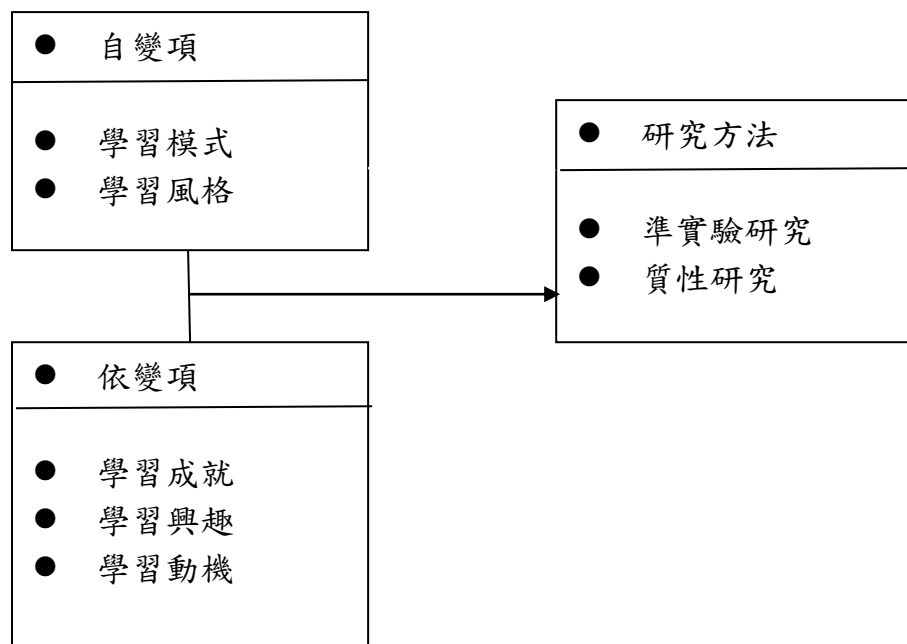 ● 自變項
● 學習模式
● 學習風格
● 研究方法
● 準實驗研究
● 質性研究
● 依變項
● 學習成就
● 學習興趣
● 學習動機